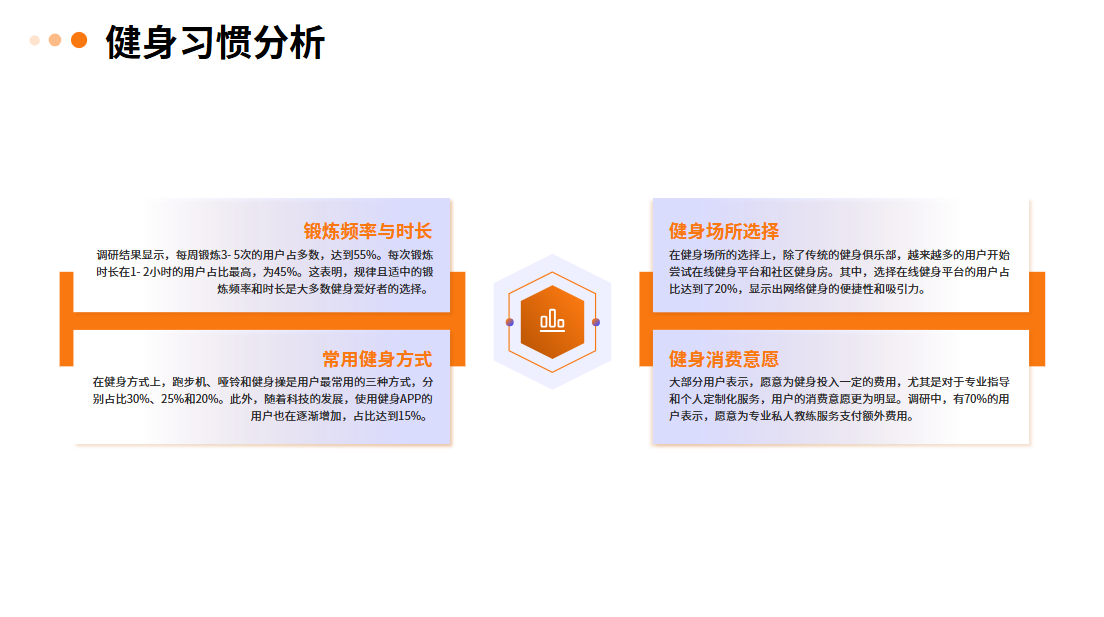 健身习惯分析
锻炼频率与时长
调研结果显示，每周锻炼3- 5次的用户占多数，达到55%。每次锻炼
时长在1- 2小时的用户占比最高，为45%。这表明，规律且适中的锻
炼频率和时长是大多数健身爱好者的选择。
常用健身方式
在健身方式上，跑步机、哑铃和健身操是用户最常用的三种方式，分
别占比30%、25%和20%。此外，随着科技的发展，使用健身APP的
用户也在逐渐增加，占比达到15%。
健身场所选择
在健身场所的选择上，除了传统的健身俱乐部，越来越多的用户开始
尝试在线健身平台和社区健身房。其中，选择在线健身平台的用户占
比达到了20%，显示出网络健身的便捷性和吸引力。
健身消费意愿
大部分用户表示，愿意为健身投入一定的费用，尤其是对于专业指导
和个人定制化服务，用户的消费意愿更为明显。调研中，有70%的用
户表示，愿意为专业私人教练服务支付额外费用。